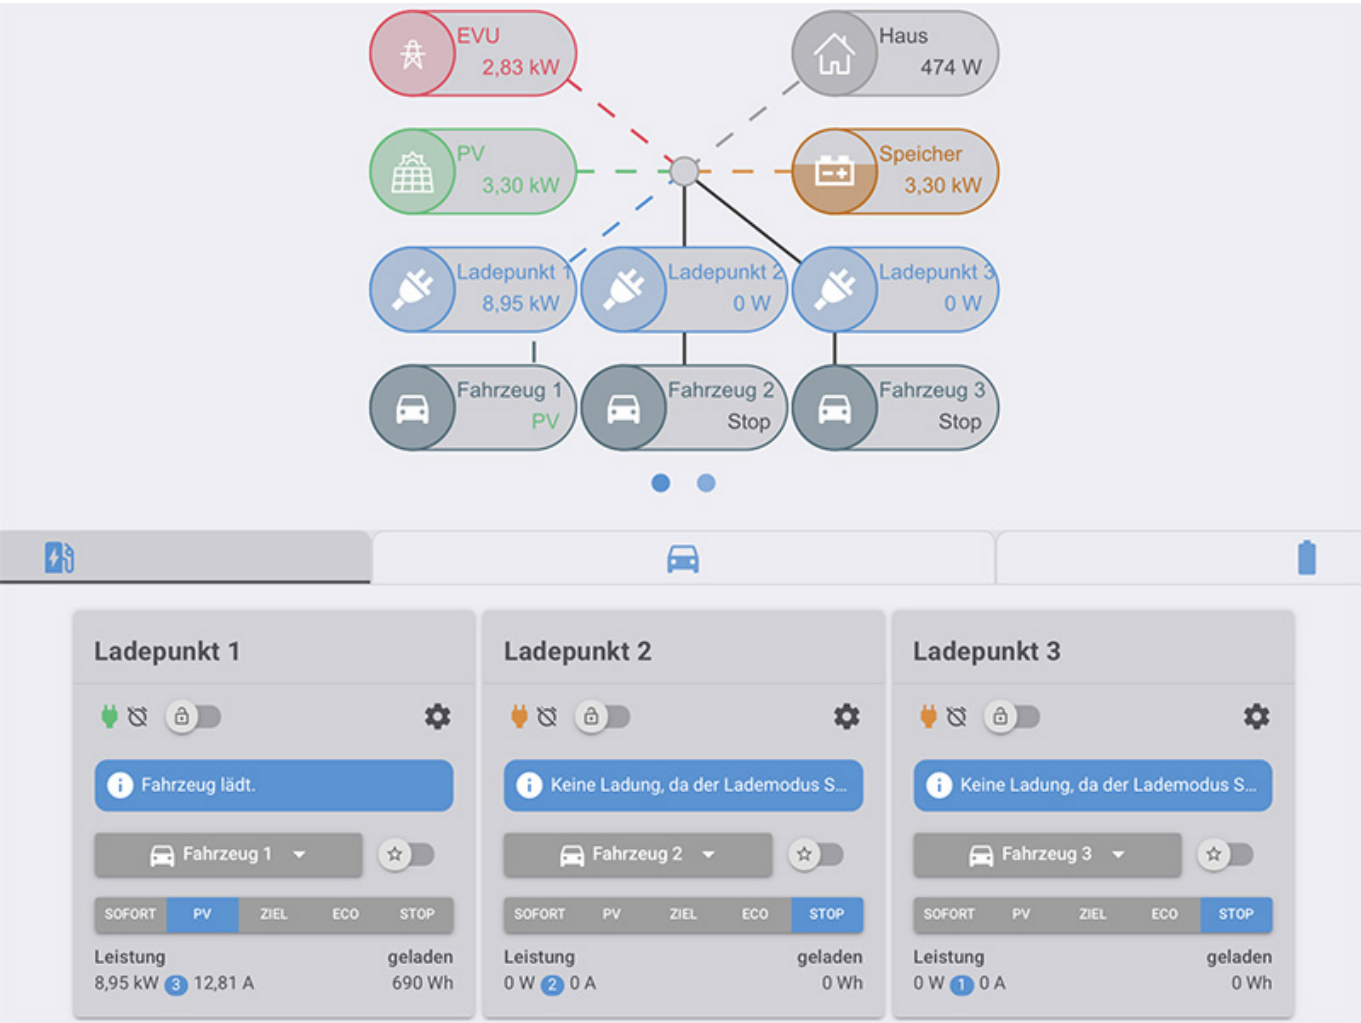 EVU
2,83 kW
Haus
474 W
PV
3,30 kW
Speicher
3,30 kW
Ladepunkt 1
8,95 kW
Ladepunkt 2
0 W
Ladepunkt 3
0 W
Fahrzeug 1
PV
Fahrzeug 2
Stop
Fahrzeug 3
Stop
Ladepunkt 1
Fahrzeug lädt.
Fahrzeug 1
SOFORT PV ZIEL ECO STOP
Leistung geladen
8,95 kW 3 12,81 A 690 Wh
Ladepunkt 2
Keine Ladung, da der Lademodus S...
Fahrzeug 2
SOFORT PV ZIEL ECO STOP
Leistung geladen
0 W 2 0 A 0 Wh
Ladepunkt 3
Keine Ladung, da der Lademodus S...
Fahrzeug 3
SOFORT PV ZIEL ECO STOP
Leistung geladen
0 W 1 0 A 0 Wh